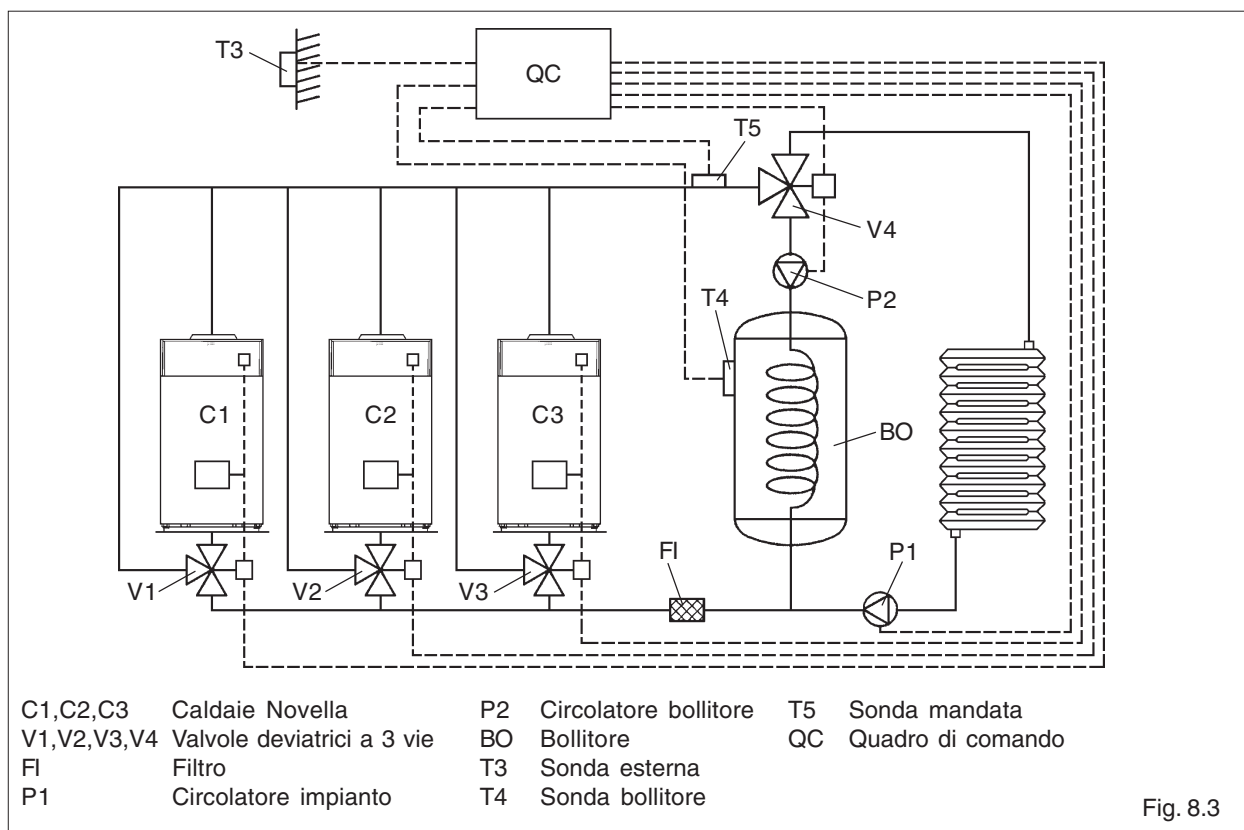 T3
QC
T5
V4
P2
T4
C1
C2
C3
BO
FI
P1
V1
V2
V3
C1,C2,C3 Caldaie Novella
V1,V2,V3,V4 Valvole deviatrici a 3 vie
FI Filtro
P1 Circolatore impianto
P2 Circolatore bollitore
BO Bollitore
T3 Sonda esterna
T4 Sonda bollitore
T5 Sonda mandata
QC Quadro di comando
Fig. 8.3